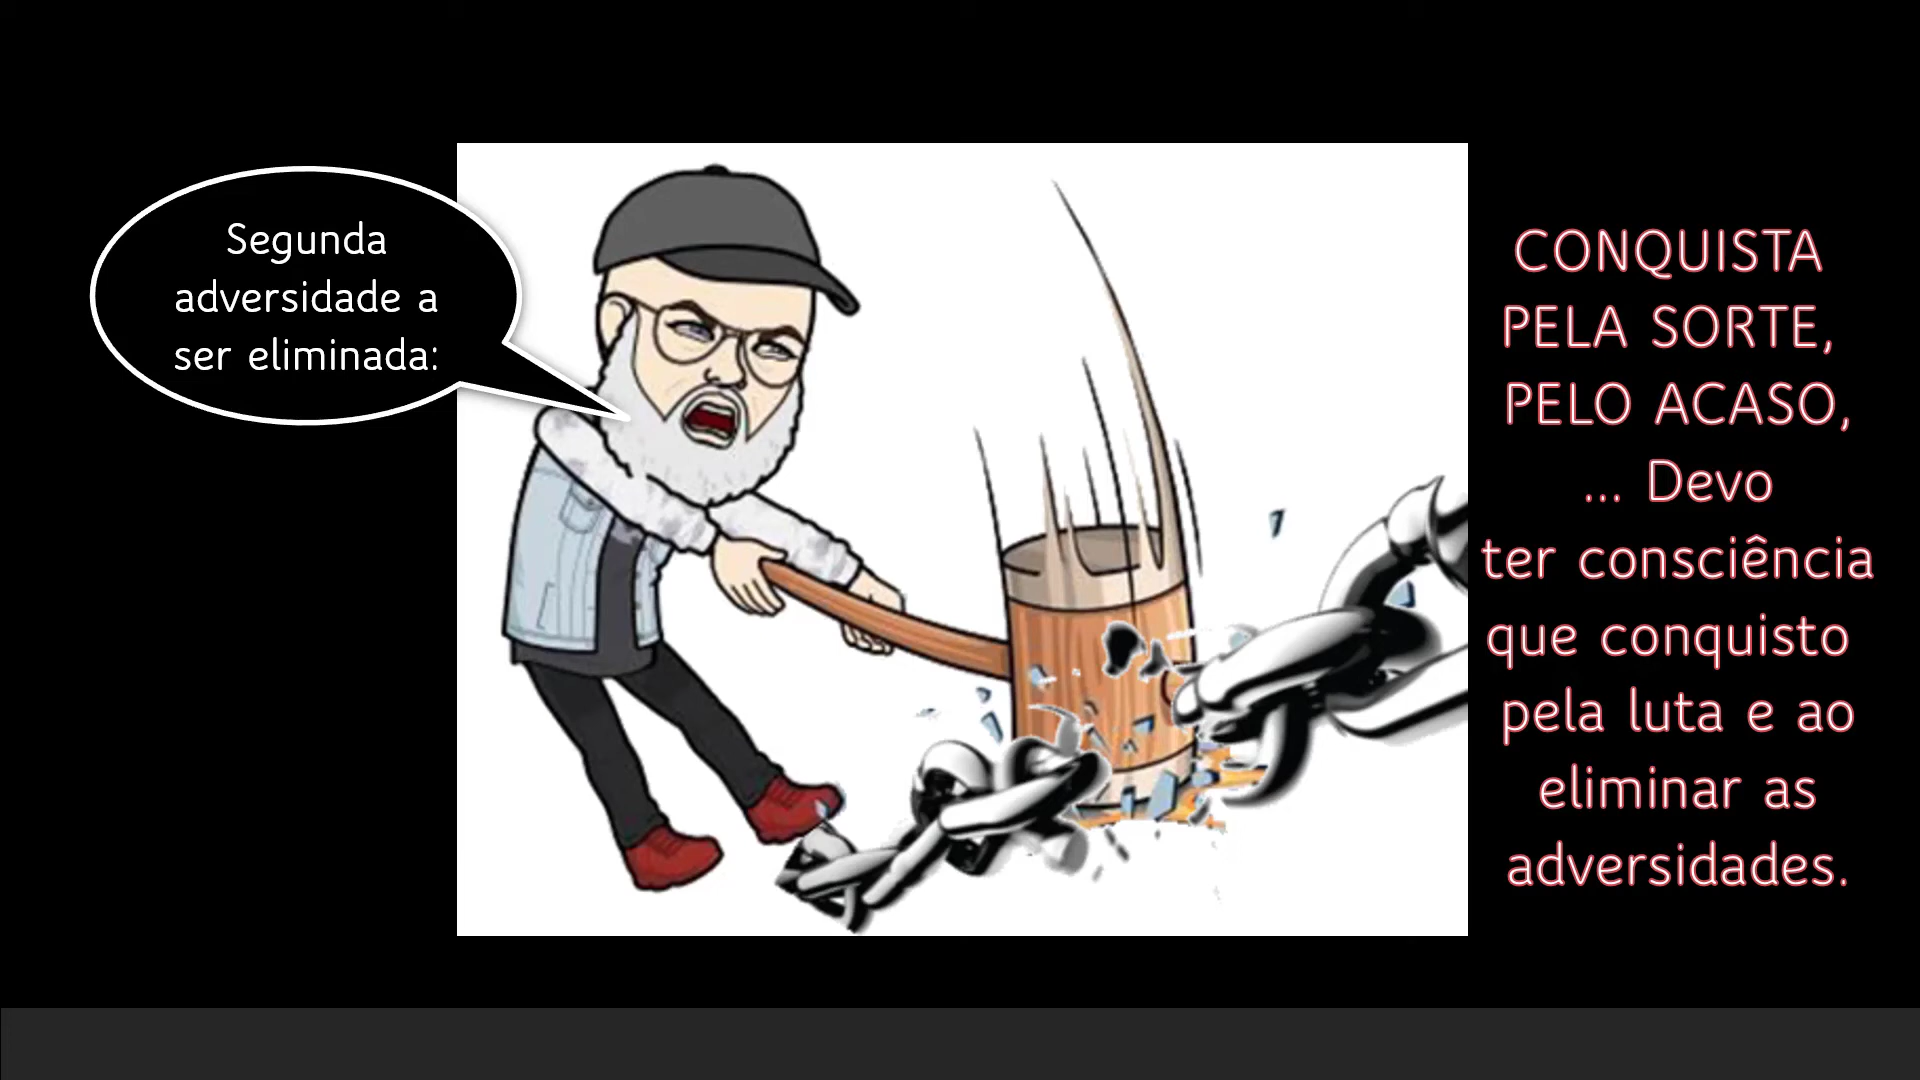 Segunda
adversidade a
ser eliminada:
CONQUISTA
PELA SORTE,
PELO ACASO,
... Devo
ter consciência
que conquisto
pela luta e ao
eliminar as
adversidades.